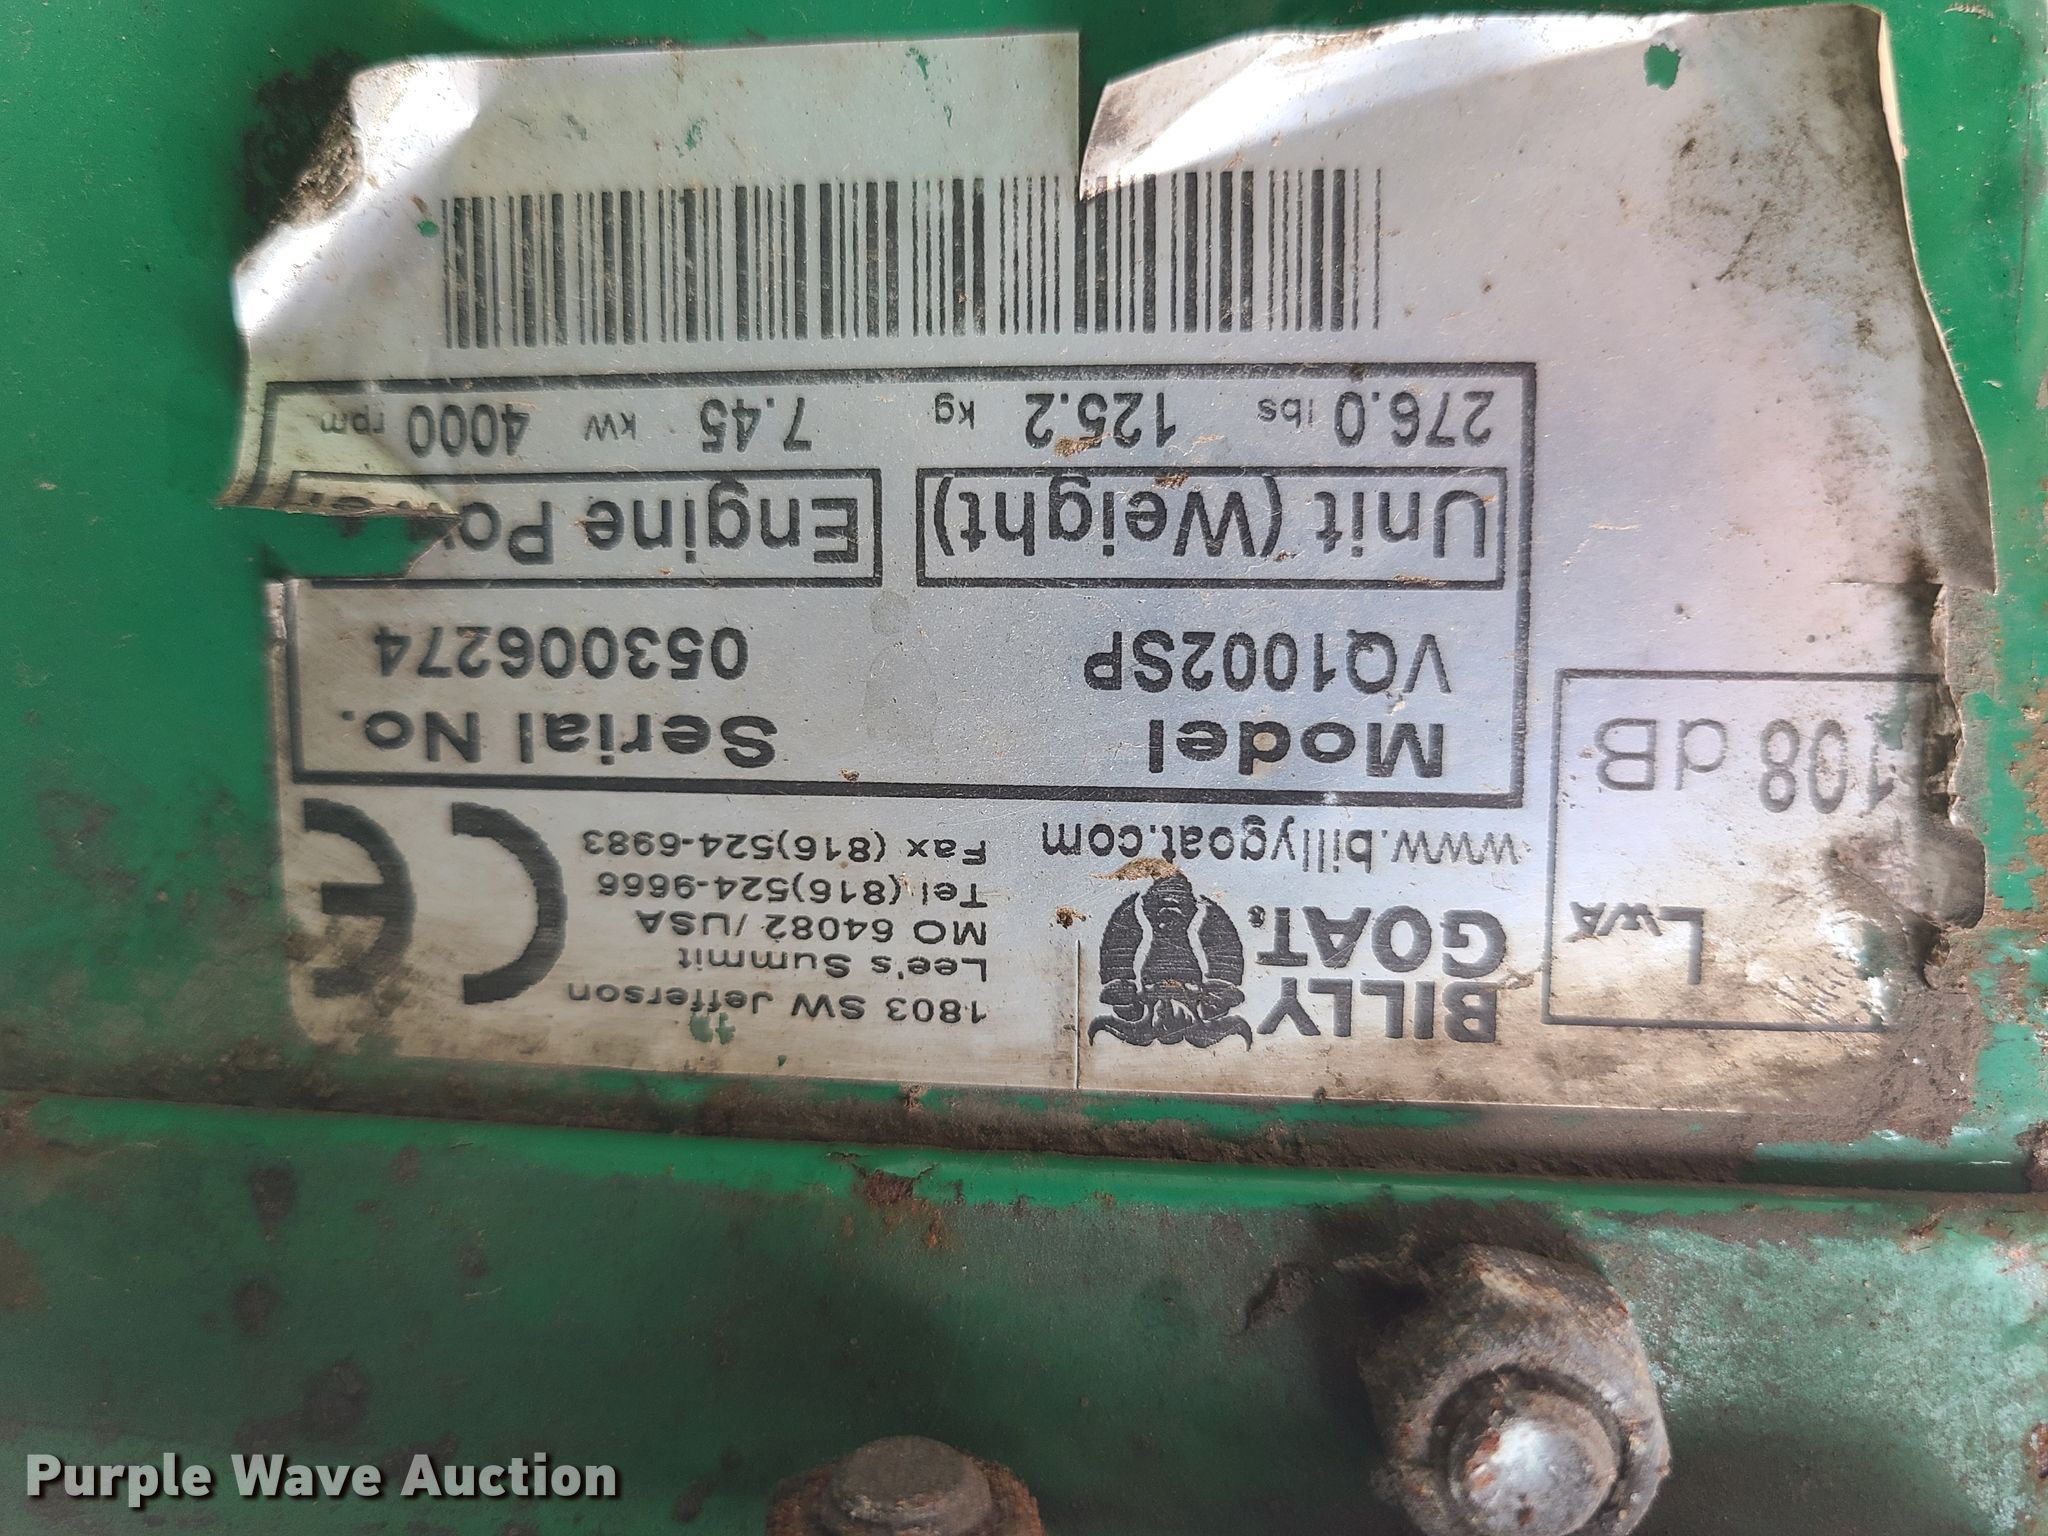 LWA
108 dB
BILLY
GOAT
www.billygoat.com
1803 SW Jefferson
Lee's Summit
MO 64082 /USA
Tel (816)524-9666
Fax (816)524-6983
CE
Model Serial No.
VQ1002SP 053006274
Unit (Weight) Engine
276.0 lbs 125.2 kg 7.45 kW 4000 rpm
Purple Wave Auction